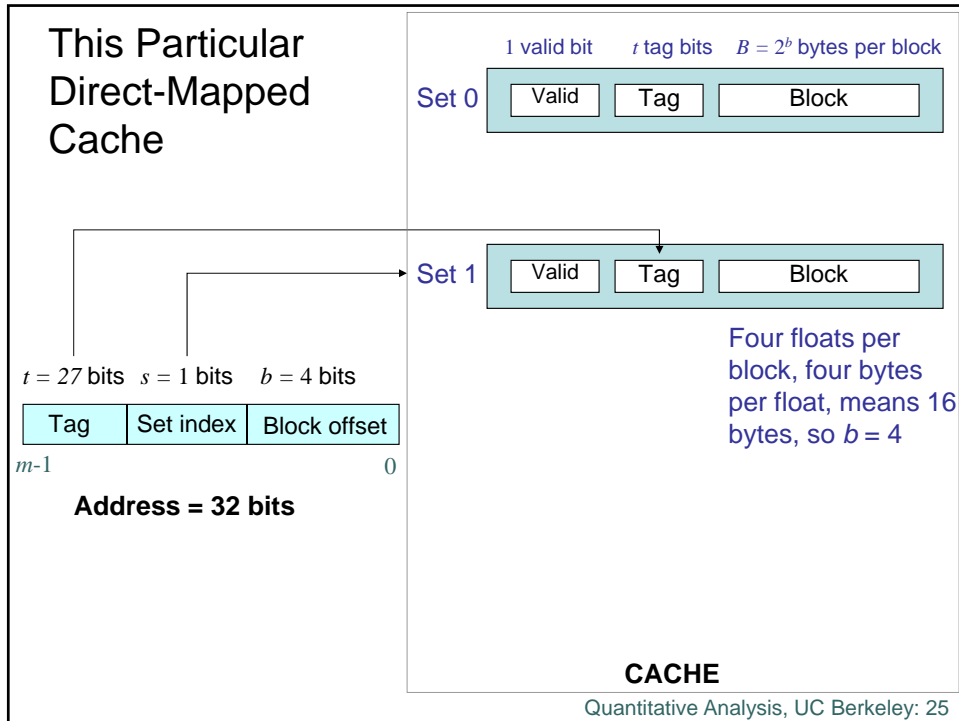 This Particular
Direct-Mapped
Cache
1 valid bit t tag bits B = 2^b bytes per block
Set 0 Valid Tag Block
Set 1 Valid Tag Block
Four floats per
block, four bytes
per float, means 16
bytes, so b = 4
t = 27 bits s = 1 bits b = 4 bits
Tag Set index Block offset
m-1 0
Address = 32 bits
CACHE
Quantitative Analysis, UC Berkeley: 25